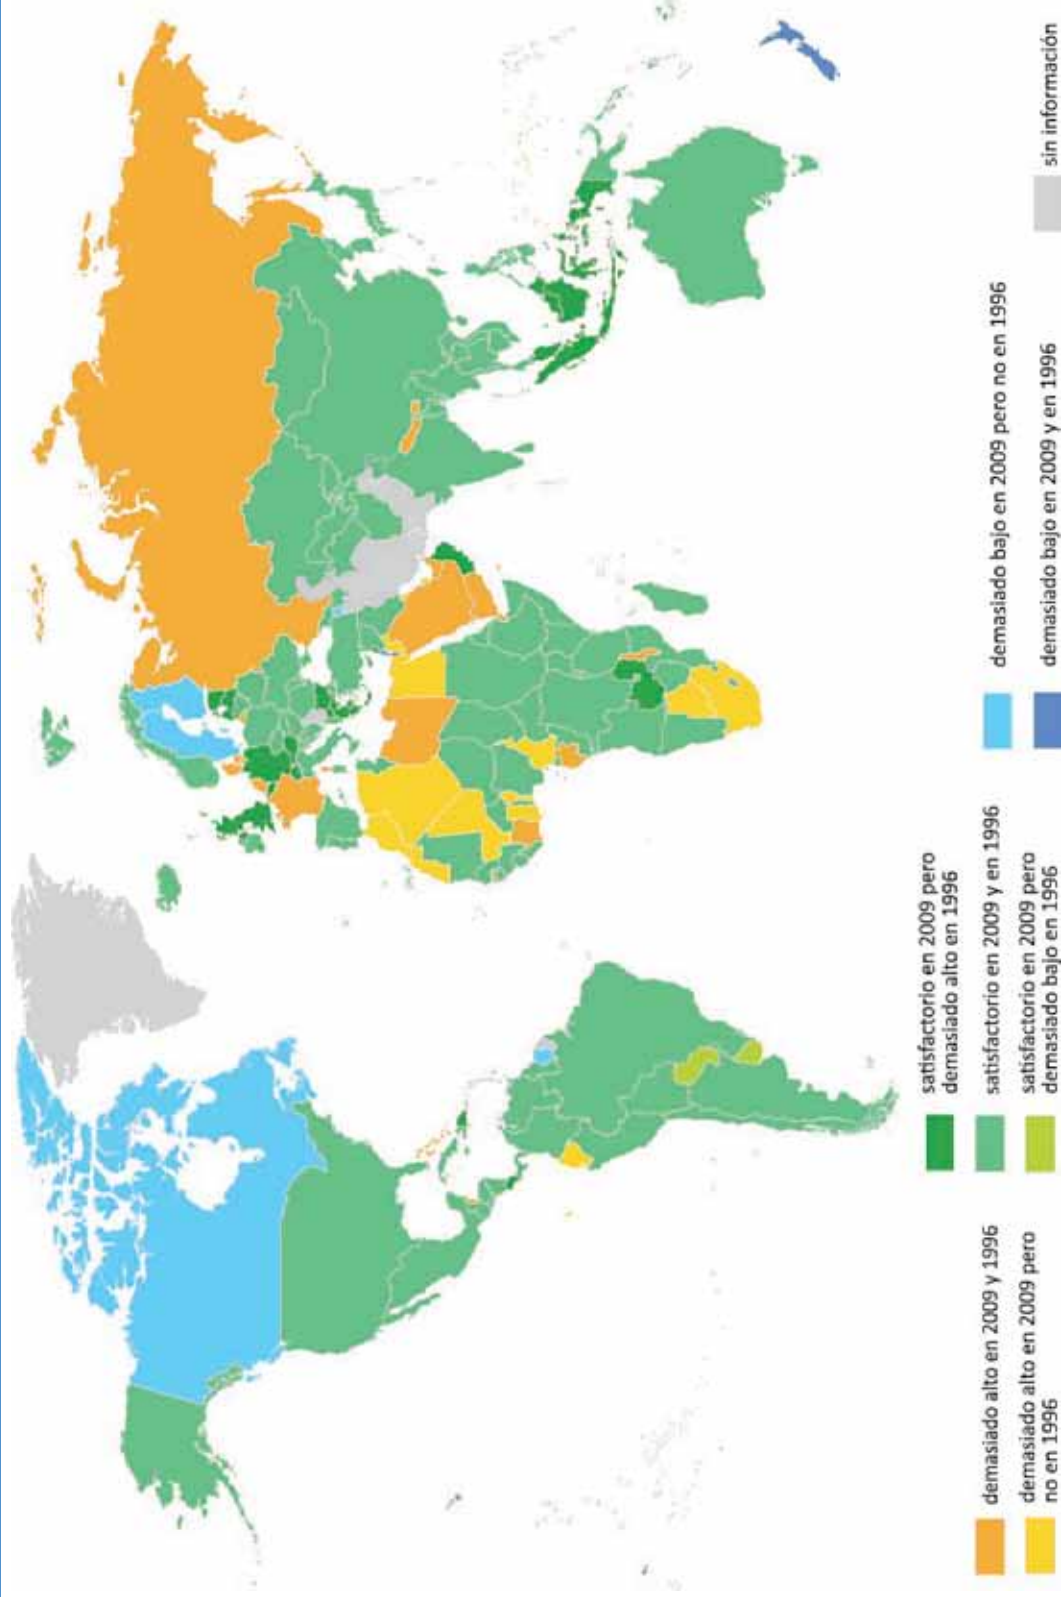 demasiado alto en 2009 y 1996
demasiado alto en 2009 pero
no en 1996
satisfactorio en 2009 pero
demasiado alto en 1996
satisfactorio en 2009 y en 1996
satisfactorio en 2009 pero
demasiado bajo en 1996
demasiado bajo en 2009 pero no en 1996
demasiado bajo en 2009 y en 1996
sin información